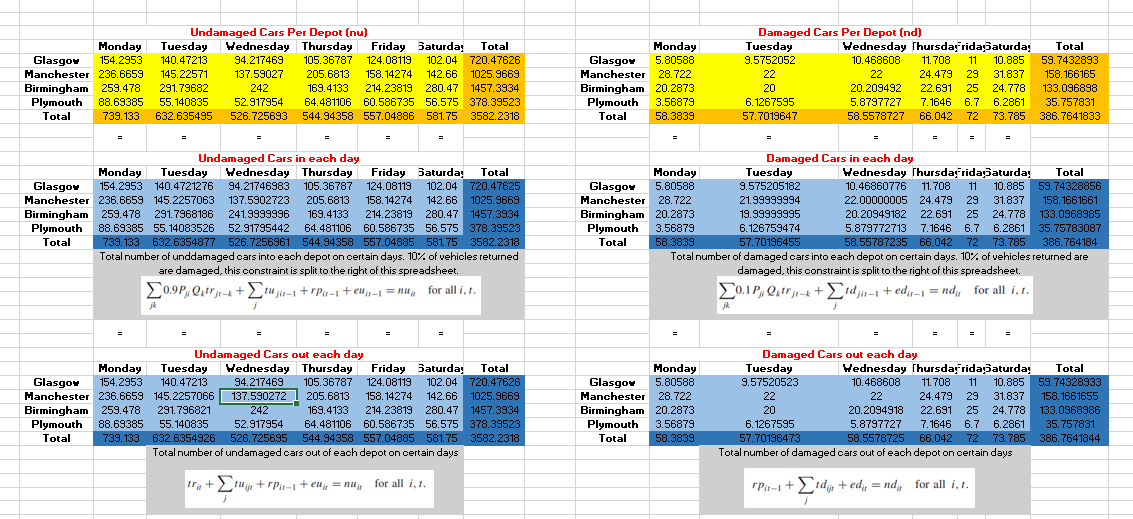 Undamaged Cars Per Depot (nu)
Monday Tuesday Wednesday Thursday Friday Saturday Total
Glasgow 154.2953 140.47213 94.217469 105.36787 124.08119 102.04 720.47626
Manchester 236.6659 145.22571 137.59027 205.6813 158.14274 142.66 1025.9669
Birmingham 259.478 291.79682 242 169.4133 214.23819 280.47 1457.3934
Plymouth 88.69385 55.140835 52.917954 64.481106 60.586735 56.575 378.39523
Total 739.133 632.635495 526.725693 544.94358 557.04886 581.75 3582.2318
= = = = = =
Undamaged Cars in each day
Monday Tuesday Wednesday Thursday Friday Saturday Total
Glasgow 154.2953 140.4721276 94.21746983 105.36787 124.08119 102.04 720.47625
Manchester 236.6659 145.2257063 137.5902723 205.6813 158.14274 142.66 1025.9669
Birmingham 259.478 291.7968186 241.9999996 169.4133 214.23819 280.47 1457.3934
Plymouth 88.69385 55.14083526 52.91795442 64.481106 60.586735 56.575 378.39523
Total 739.133 632.6354877 526.7256961 544.94358 557.04885 581.75 3582.2318
Total number of unddamaged cars into each depot on certain days. 10% of vehicles returned
are damaged, this constraint is split to the right of this spreadsheet.
∑ 0.9P_{ji} Q_k tr_{jt−k} + ∑ tu_{jit−1} + rp_{it−1} + eu_{it−1} = nu_{it} for all i, t.
jk j
= = = = = =
Undamaged Cars out each day
Monday Tuesday Wednesday Thursday Friday Saturday Total
Glasgow 154.2953 140.47213 94.217469 105.36787 124.08119 102.04 720.47626
Manchester 236.6659 145.2257066 137.590272 205.6813 158.14274 142.66 1025.9669
Birmingham 259.478 291.796821 242 169.4133 214.23819 280.47 1457.3934
Plymouth 88.69385 55.140835 52.917954 64.481106 60.586735 56.575 378.39523
Total 739.133 632.6354926 526.725695 544.94358 557.04885 581.75 3582.2318
Total number of undamaged cars out of each depot on certain days
tr_{it} + ∑ tu_{ijt} + rp_{it−1} + eu_{it} = nu_{it} for all i, t.
j
Damaged Cars Per Depot (nd)
Monday Tuesday Wednesday Thursday Friday Saturday Total
Glasgow 5.80588 9.5752052 10.468608 11.708 11 10.885 59.7432893
Manchester 28.722 22 22 24.479 29 31.837 158.166165
Birmingham 20.2873 20 20.209492 22.691 25 24.778 133.096898
Plymouth 3.56879 6.1267595 5.8797727 7.1646 6.7 6.2861 35.757831
Total 58.3839 57.7019647 58.5578727 66.042 72 73.785 386.7641833
= = = = = =
Damaged Cars in each day
Monday Tuesday Wednesday Thursday Friday Saturday Total
Glasgow 5.80588 9.575205182 10.46860776 11.708 11 10.885 59.74328856
Manchester 28.722 21.99999994 22.00000005 24.479 29 31.837 158.1661661
Birmingham 20.2873 19.99999995 20.20949182 22.691 25 24.778 133.0968985
Plymouth 3.56879 6.126759474 5.879772713 7.1646 6.7 6.2861 35.75783087
Total 58.3839 57.70196455 58.55787235 66.042 72 73.785 386.764184
Total number of damaged cars into each depot on certain days. 10% of vehicles returned are
damaged, this constraint is split to the right of this spreadsheet.
∑ 0.1P_{ji} Q_k tr_{jt−k} + ∑ td_{jit−1} + ed_{it−1} = nd_{it} for all i, t.
jk j
= = = = = =
Damaged Cars out each day
Monday Tuesday Wednesday Thursday Friday Saturday Total
Glasgow 5.80588 9.57520523 10.468608 11.708 11 10.885 59.74328933
Manchester 28.722 22 22 24.479 29 31.837 158.1661655
Birmingham 20.2873 20 20.2094918 22.691 25 24.778 133.0968986
Plymouth 3.56879 6.1267595 5.8797727 7.1646 6.7 6.2861 35.757831
Total 58.3839 57.70196473 58.5578725 66.042 72 73.785 386.7641844
Total number of damaged cars out of each depot on certain days
rp_{it−1} + ∑ td_{ijt} + ed_{it} = nd_{it} for all i, t.
j